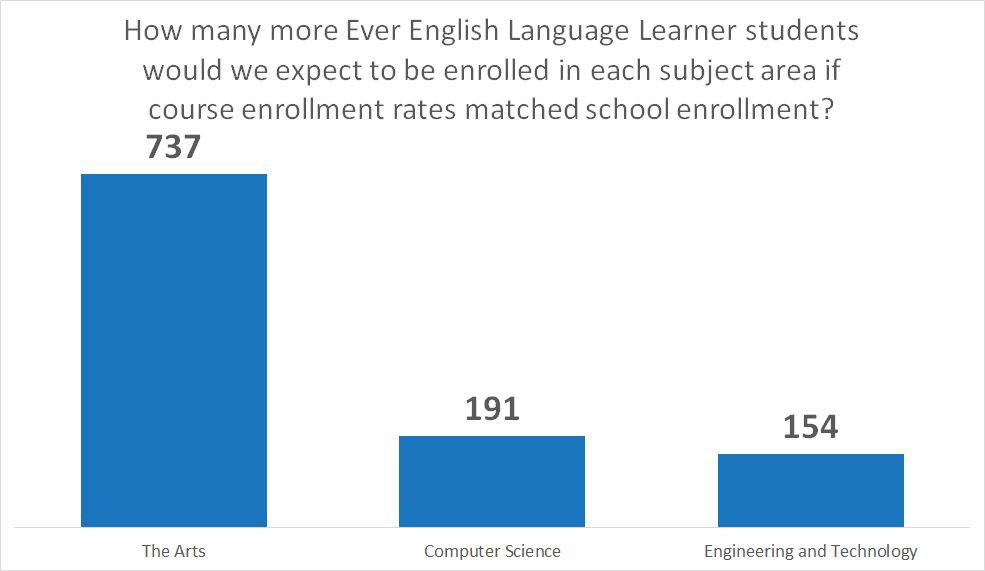 How many more Ever English Language Learner students
would we expect to be enrolled in each subject area if
course enrollment rates matched school enrollment?
737
191
154
The Arts
Computer Science
Engineering and Technology